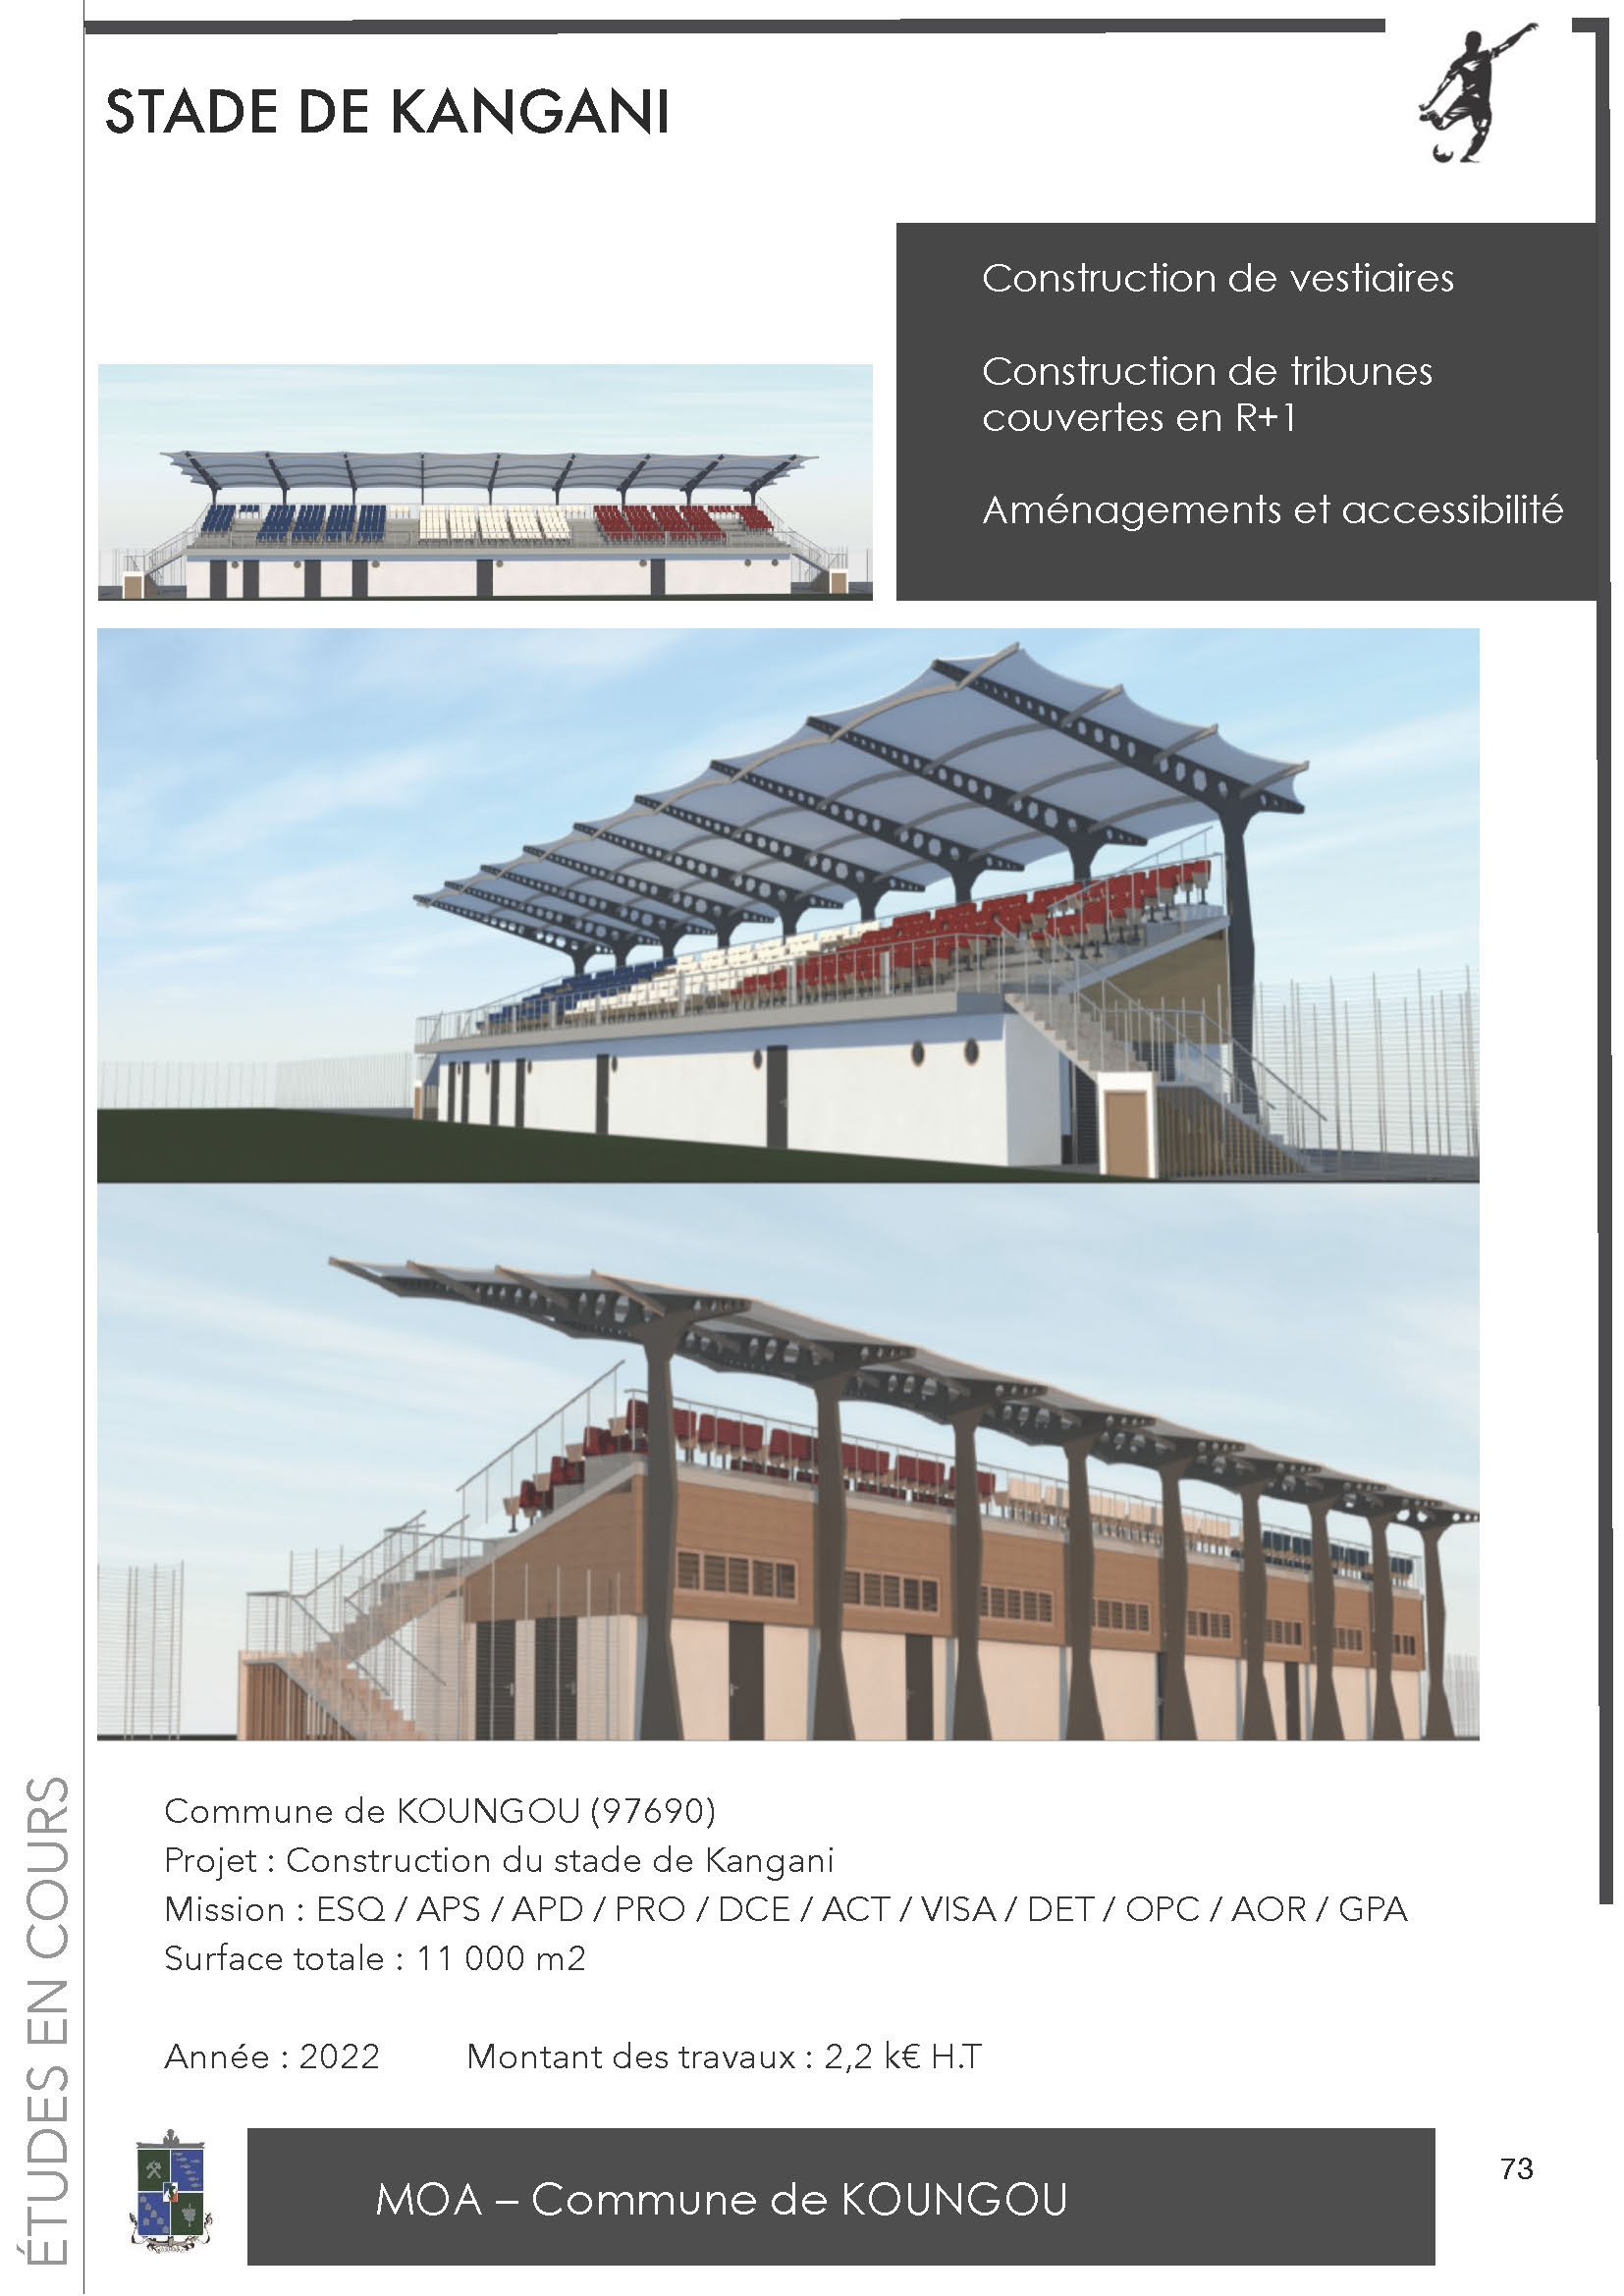 STADE DE KANGANI
Construction de vestiaires
Construction de tribunes
couvertes en R+1
Aménagements et accessibilité
Commune de KOUNGOU (97690)
Projet : Construction du stade de Kangani
Mission : ESQ / APS / APD / PRO / DCE / ACT / VISA / DET / OPC / AOR / GPA
Surface totale : 11 000 m2
Année : 2022 Montant des travaux : 2,2 k€ H.T
ÉTUDES EN COURS
MOA – Commune de KOUNGOU
73